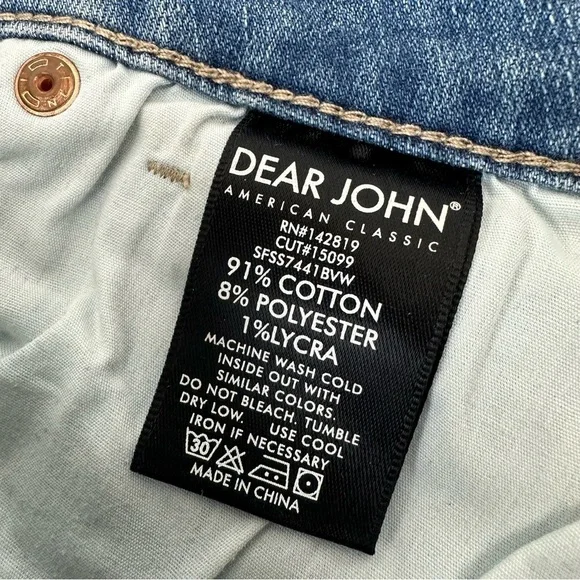 DEAR JOHN®
AMERICAN CLASSIC
RN#142819
CUT#15099
SFSS7441BVW
91% COTTON
8% POLYESTER
1%LYCRA
MACHINE WASH COLD
INSIDE OUT WITH
SIMILAR COLORS.
DO NOT BLEACH. TUMBLE
DRY LOW. USE COOL
IRON IF NECESSARY
30
MADE IN CHINA